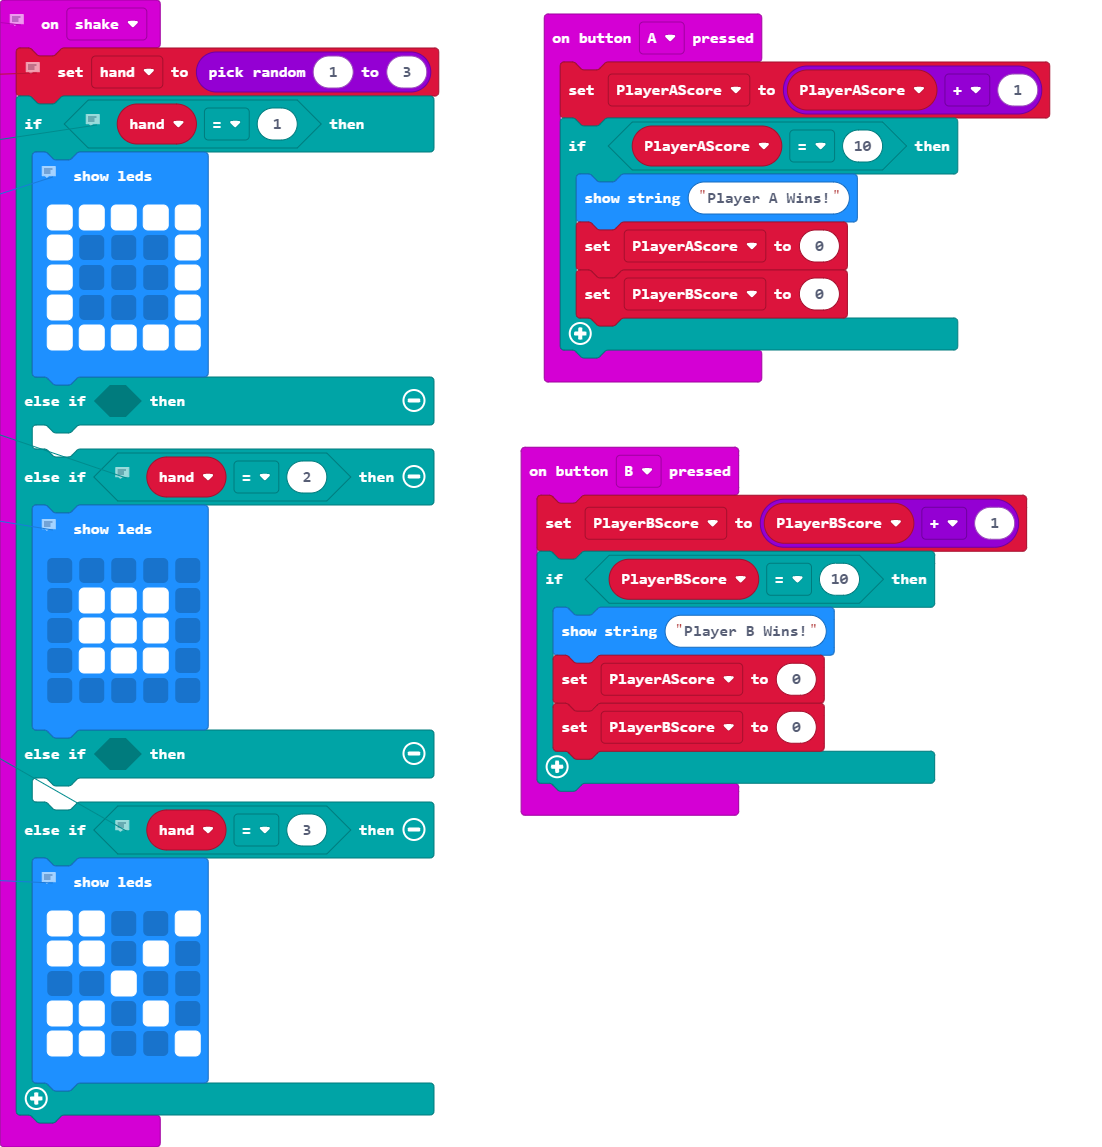 on shake
set hand to pick random 1 to 3
if hand = 1 then
show leds
else if then
else if hand = 2 then
show leds
else if then
else if hand = 3 then
show leds
on button A pressed
set PlayerAScore to PlayerAScore + 1
if PlayerAScore = 10 then
show string "Player A Wins!"
set PlayerAScore to 0
set PlayerBScore to 0
on button B pressed
set PlayerBScore to PlayerBScore + 1
if PlayerBScore = 10 then
show string "Player B Wins!"
set PlayerAScore to 0
set PlayerBScore to 0